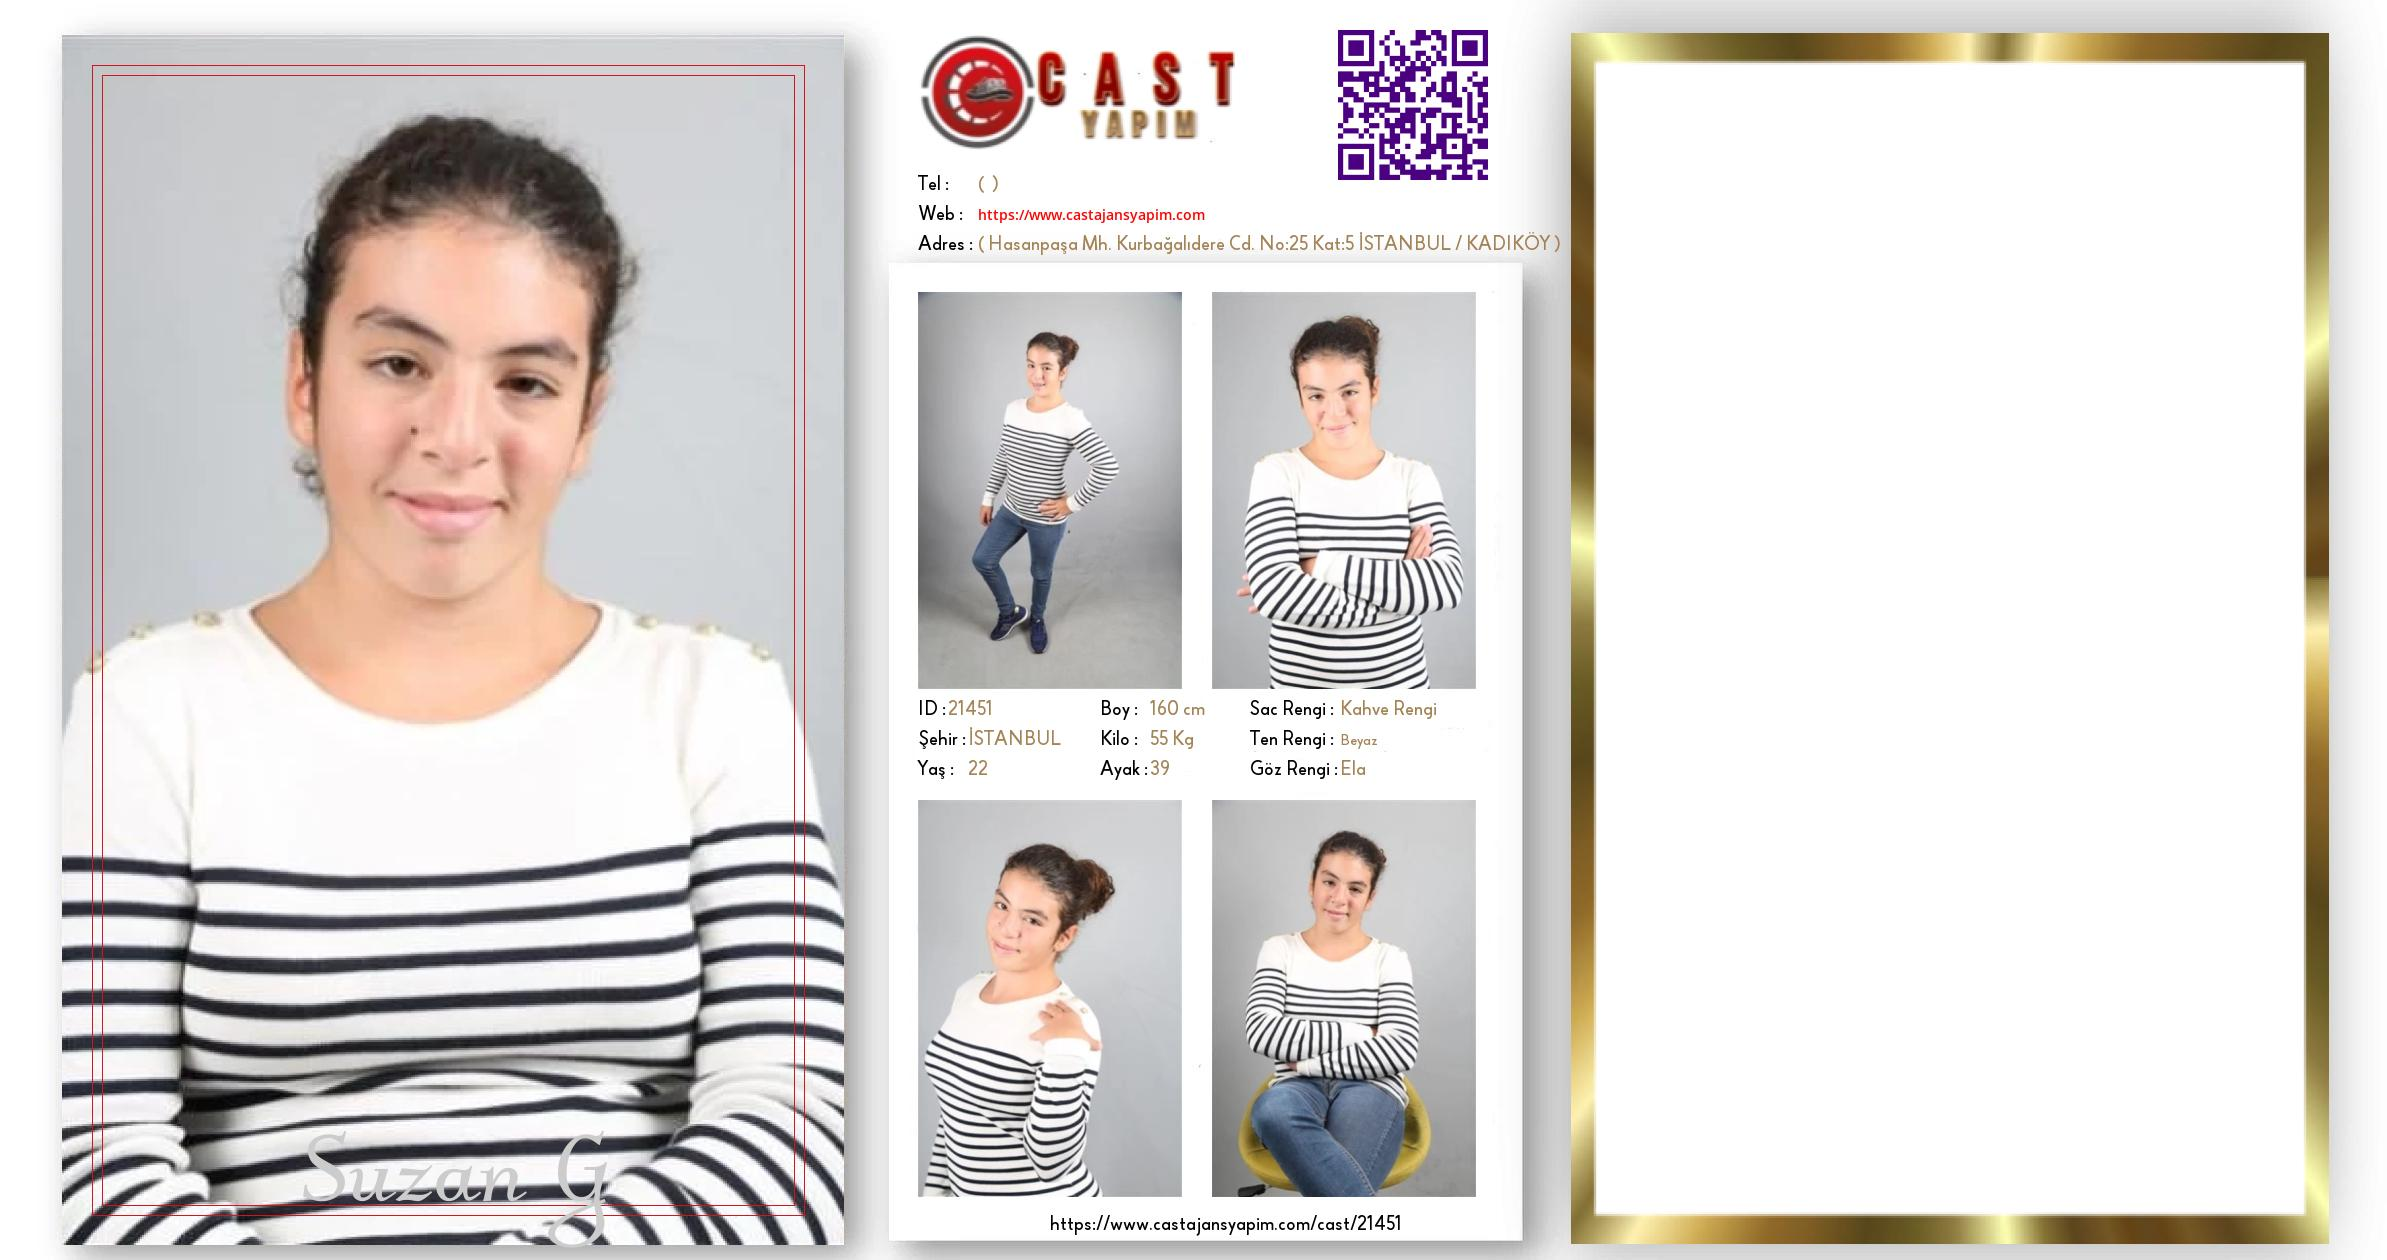 Suzan G
CAST
YAPIM
Tel : ( )
Web : https://www.castajansyapim.com
Adres : ( Hasanpaşa Mh. Kurbağalıdere Cd. No:25 Kat:5 İSTANBUL / KADIKÖY )
ID : 21451 Boy : 160 cm Sac Rengi : Kahve Rengi
Şehir : İSTANBUL Kilo : 55 Kg Ten Rengi : Beyaz
Yaş : 22 Ayak : 39 Göz Rengi : Ela
https://www.castajansyapim.com/cast/21451